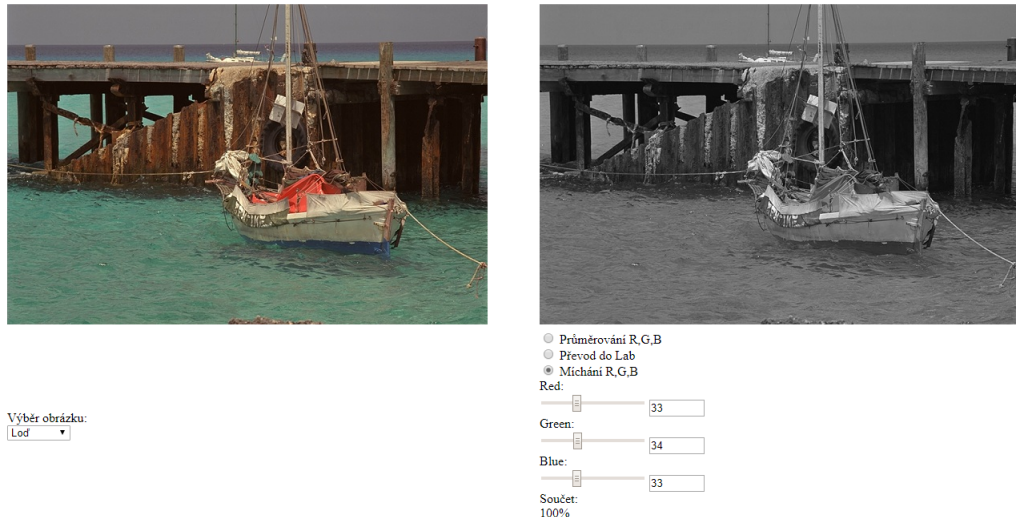 Průměrování R,G,B
Převod do Lab
Míchání R,G,B
Red:
33
Green:
34
Blue:
33
Součet:
100%
Výběr obrázku:
Loď